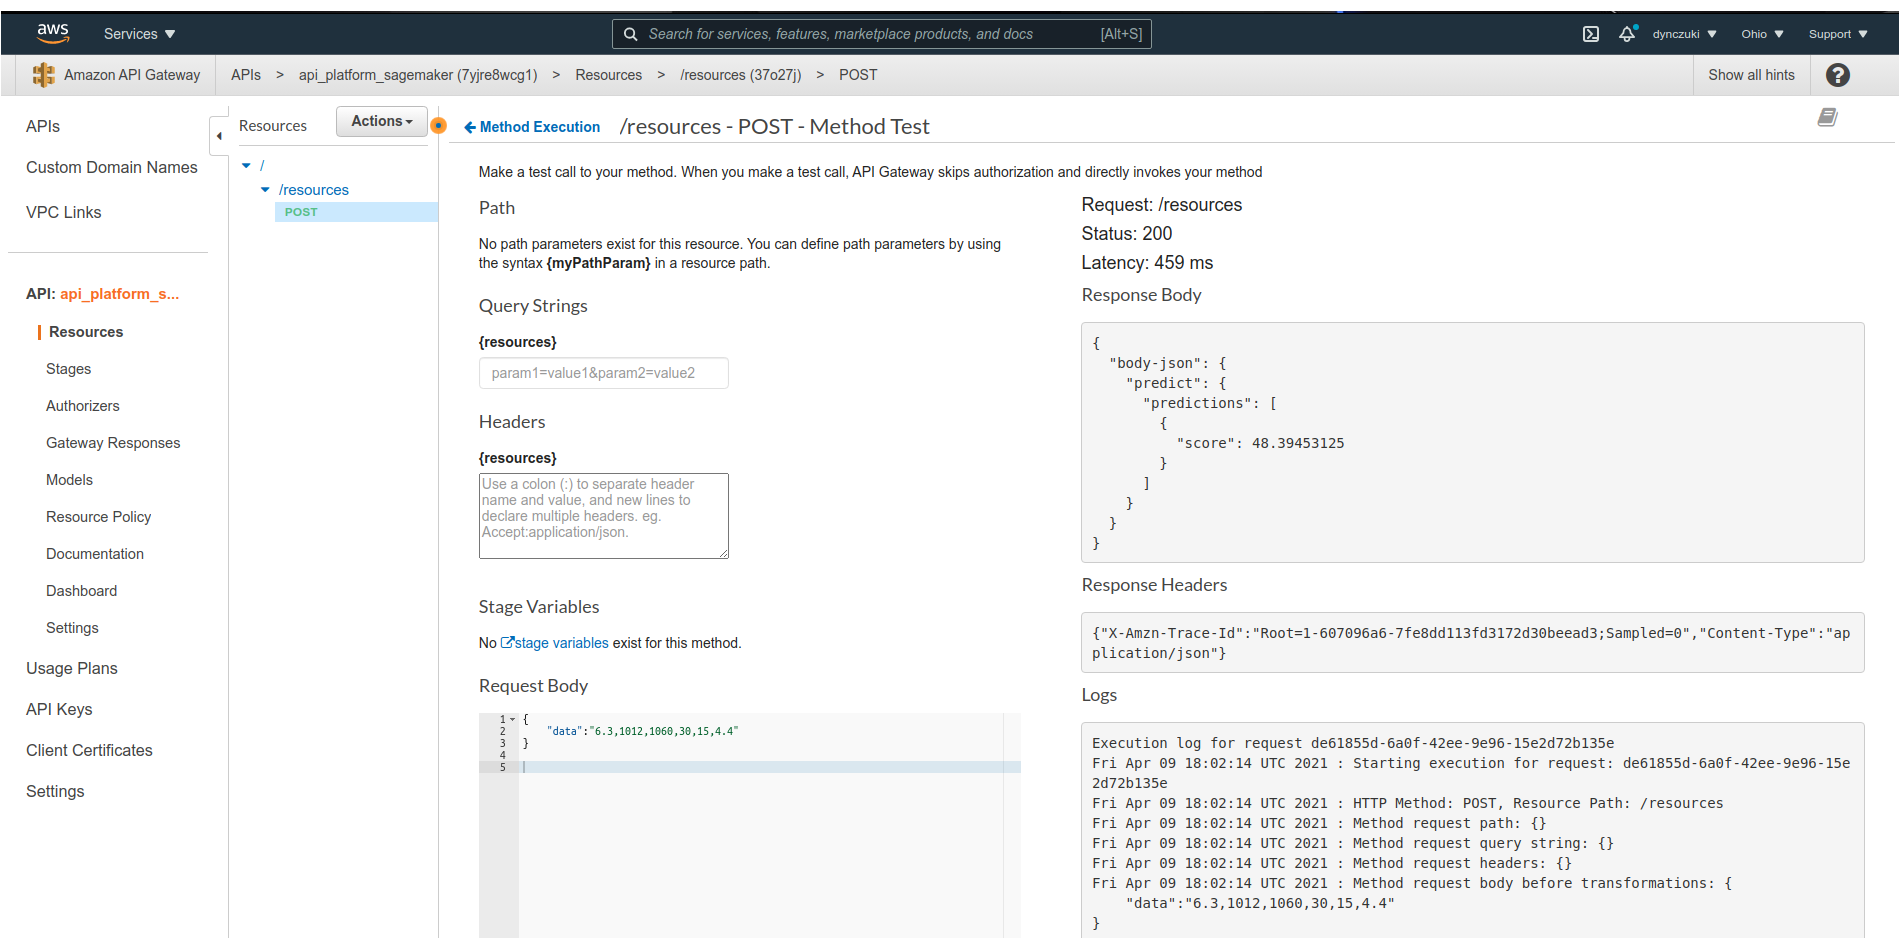 aws
Services
Search for services, features, marketplace products, and docs
[Alt+S]
dynczuki
Ohio
Support
Amazon API Gateway
APIs > api_platform_sagemaker (7yjre8wcg1) > Resources > /resources (37o27j) > POST
Show all hints
?
APIs
Custom Domain Names
VPC Links
API: api_platform_s...
Resources
Stages
Authorizers
Gateway Responses
Models
Resource Policy
Documentation
Dashboard
Settings
Usage Plans
API Keys
Client Certificates
Settings
Resources
Actions
/
/resources
POST
Method Execution
/resources - POST - Method Test
Make a test call to your method. When you make a test call, API Gateway skips authorization and directly invokes your method
Path
No path parameters exist for this resource. You can define path parameters by using
the syntax {myPathParam} in a resource path.
Query Strings
{resources}
param1=value1&param2=value2
Headers
{resources}
Use a colon (:) to separate header
name and value, and new lines to
declare multiple headers. eg.
Accept:application/json.
Stage Variables
No stage variables exist for this method.
Request Body
1 {
2 "data":"6.3,1012,1060,30,15,4.4"
3 }
4
5
Request: /resources
Status: 200
Latency: 459 ms
Response Body
{
"body-json": {
"predict": {
"predictions": [
{
"score": 48.39453125
}
]
}
}
}
Response Headers
{"X-Amzn-Trace-Id":"Root=1-607096a6-7fe8dd113fd3172d30beead3;Sampled=0","Content-Type":"ap
plication/json"}
Logs
Execution log for request de61855d-6a0f-42ee-9e96-15e2d72b135e
Fri Apr 09 18:02:14 UTC 2021 : Starting execution for request: de61855d-6a0f-42ee-9e96-15e
2d72b135e
Fri Apr 09 18:02:14 UTC 2021 : HTTP Method: POST, Resource Path: /resources
Fri Apr 09 18:02:14 UTC 2021 : Method request path: {}
Fri Apr 09 18:02:14 UTC 2021 : Method request query string: {}
Fri Apr 09 18:02:14 UTC 2021 : Method request headers: {}
Fri Apr 09 18:02:14 UTC 2021 : Method request body before transformations: {
"data":"6.3,1012,1060,30,15,4.4"
}